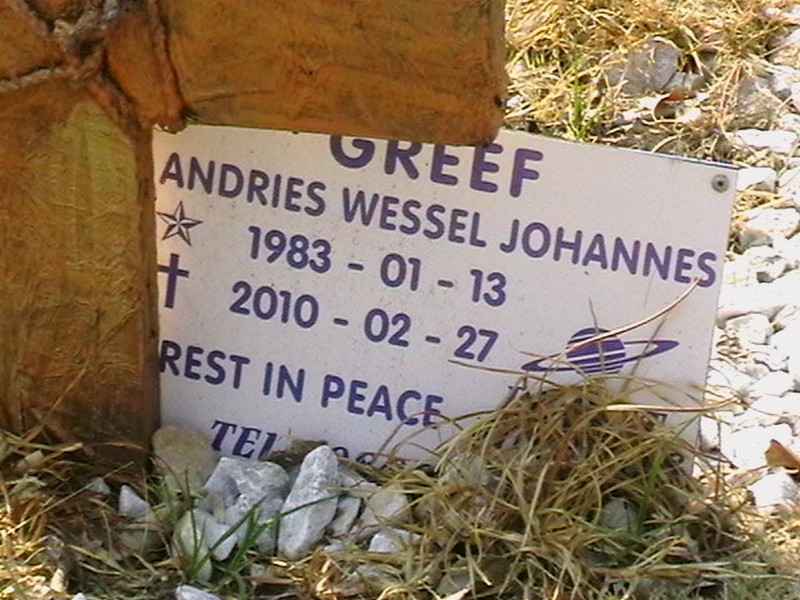 GREEF
ANDRIES WESSEL JOHANNES
1983 - 01 - 13
2010 - 02 - 27
REST IN PEACE